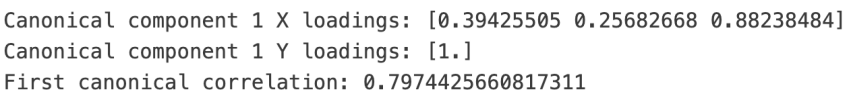 Canonical component 1 X loadings: [0.39425505 0.25682668 0.88238484]
Canonical component 1 Y loadings: [1.]
First canonical correlation: 0.7974425660817311